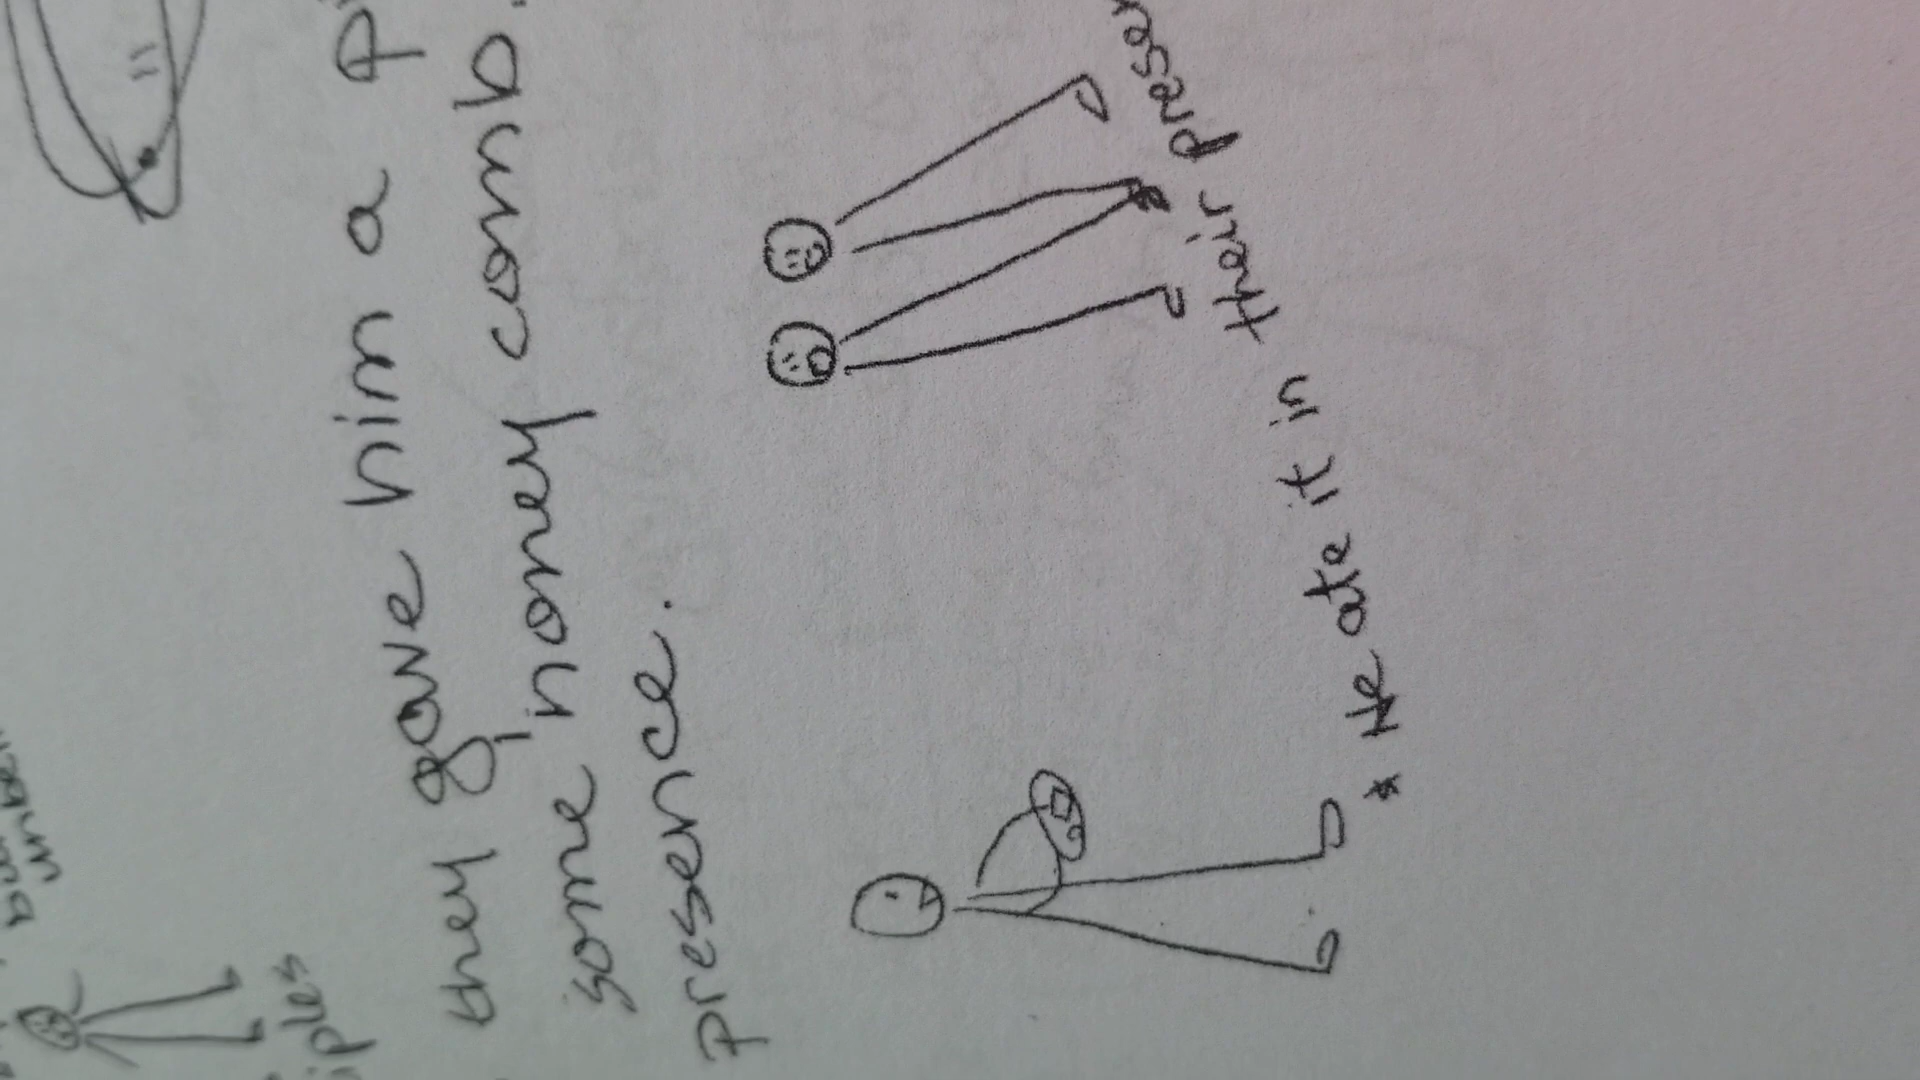 they gave him a
some honey comb.
presence.
* He ate it in their